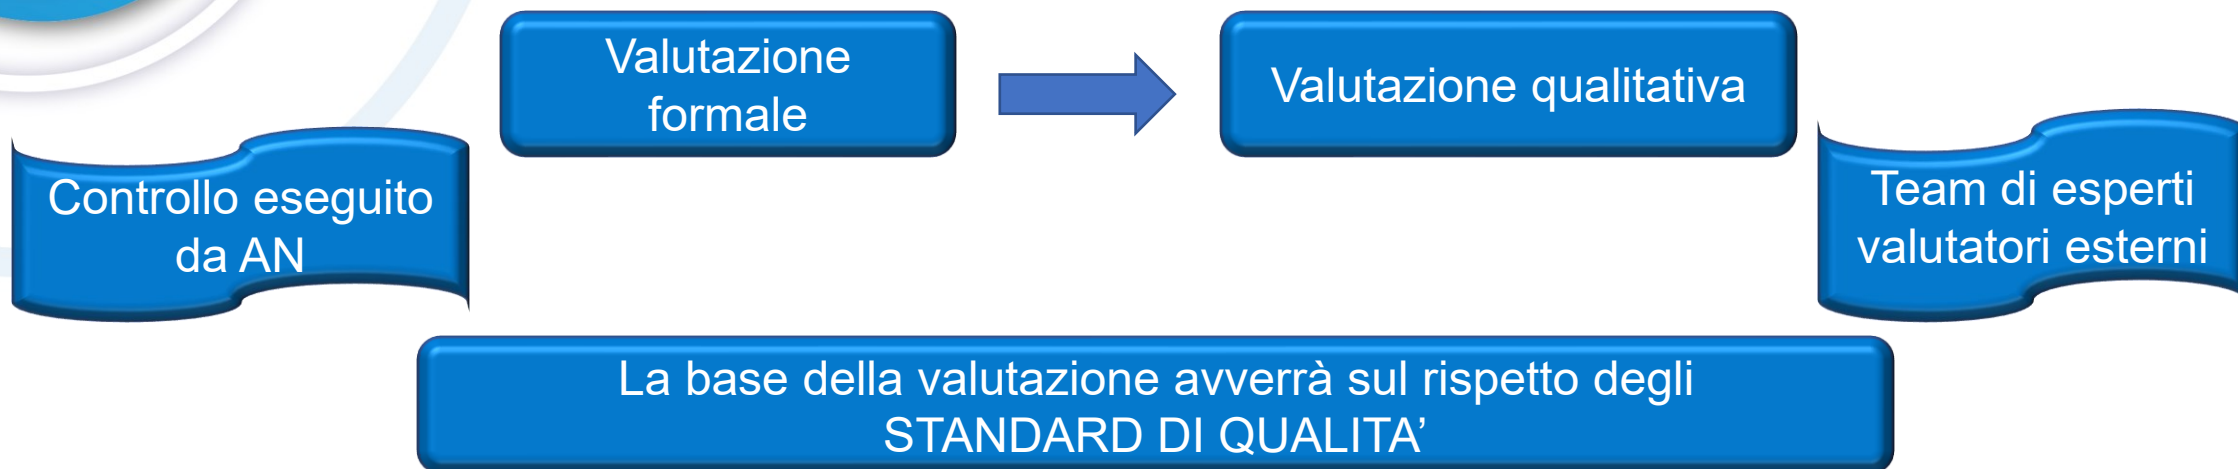 Valutazione
formale
Valutazione qualitativa
Controllo eseguito
da AN
Team di esperti
valutatori esterni
La base della valutazione avverrà sul rispetto degli
STANDARD DI QUALITA’